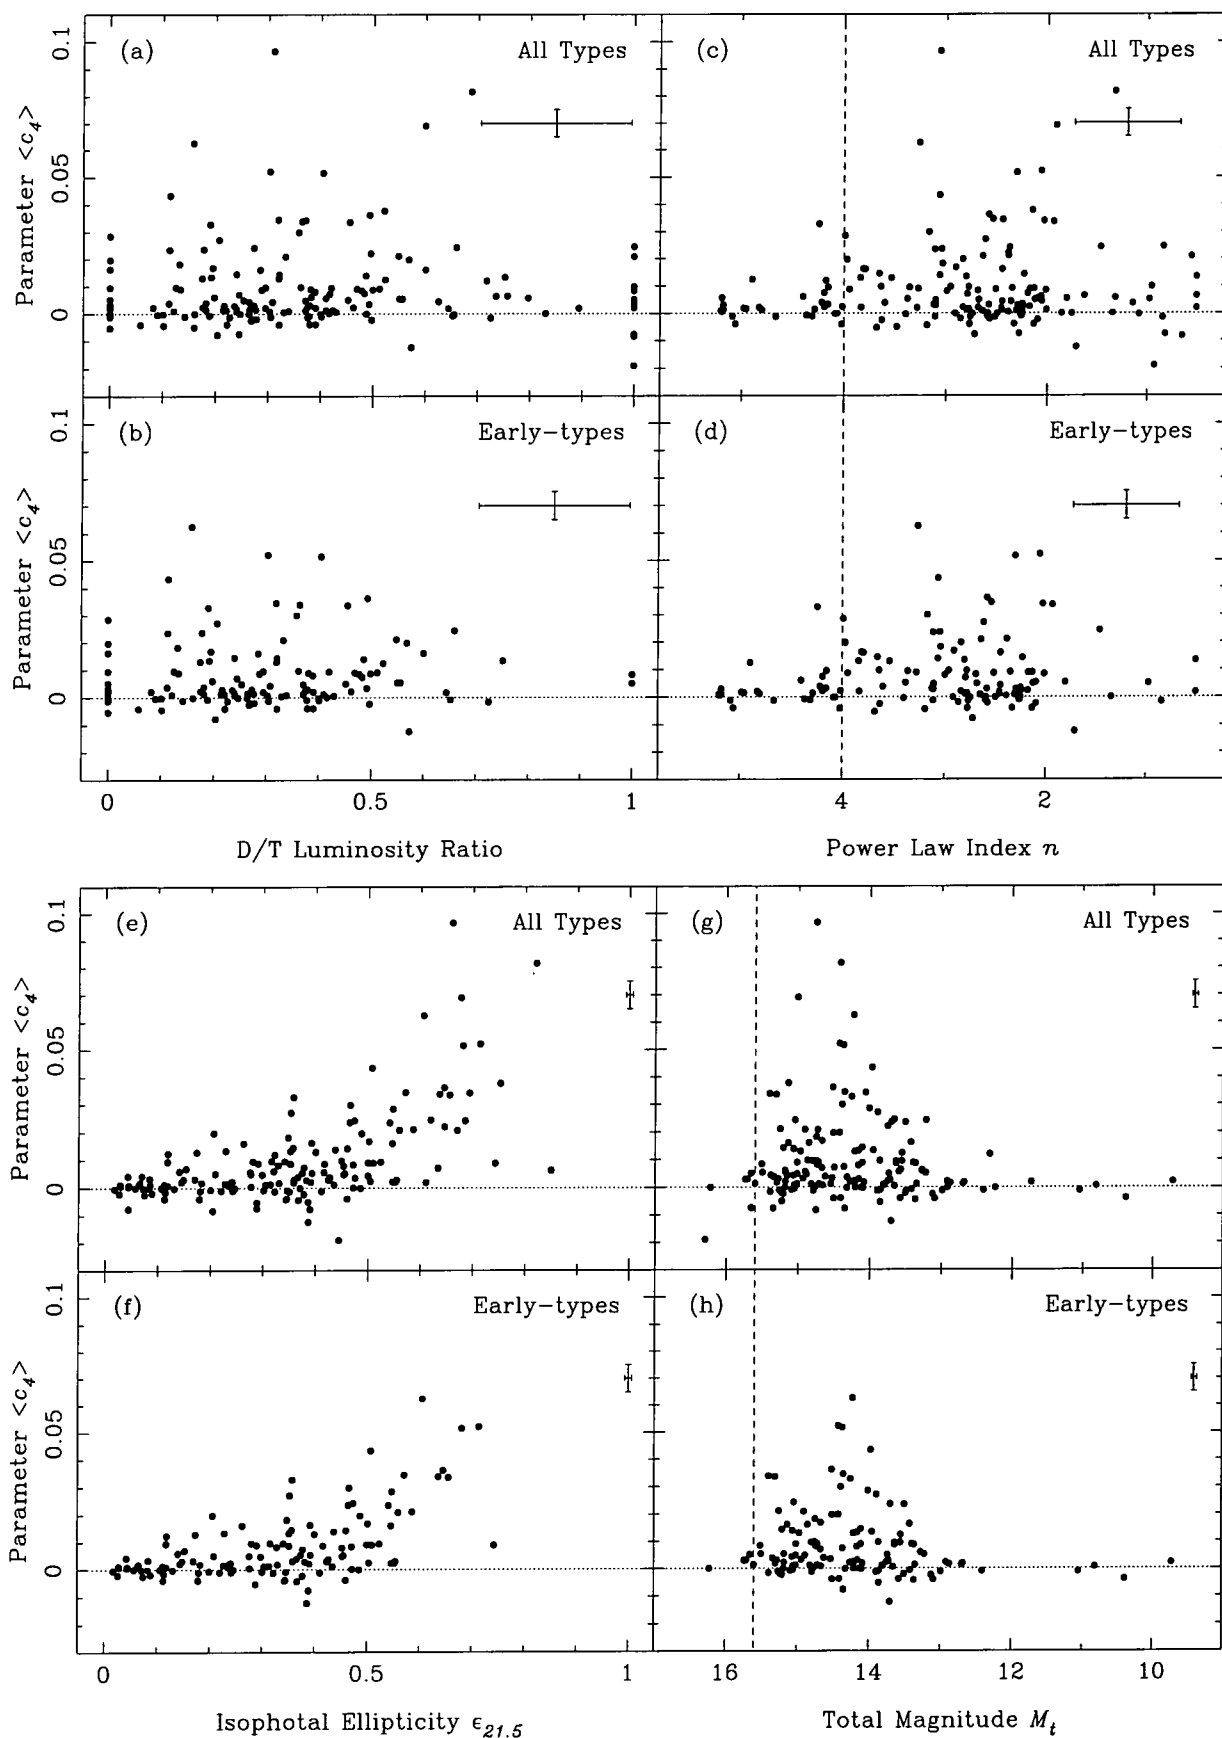 (a) All Types (c) All Types
0.1
0.05
0
Parameter <c4>
(b) Early-types (d) Early-types
0.1
0.05
0
Parameter <c4>
0 0.5 1 4 2
D/T Luminosity Ratio Power Law Index n
(e) All Types (g) All Types
0.1
0.05
0
Parameter <c4>
(f) Early-types (h) Early-types
0.1
0.05
0
Parameter <c4>
0 0.5 1 16 14 12 10
Isophotal Ellipticity ϵ21.5 Total Magnitude Mt